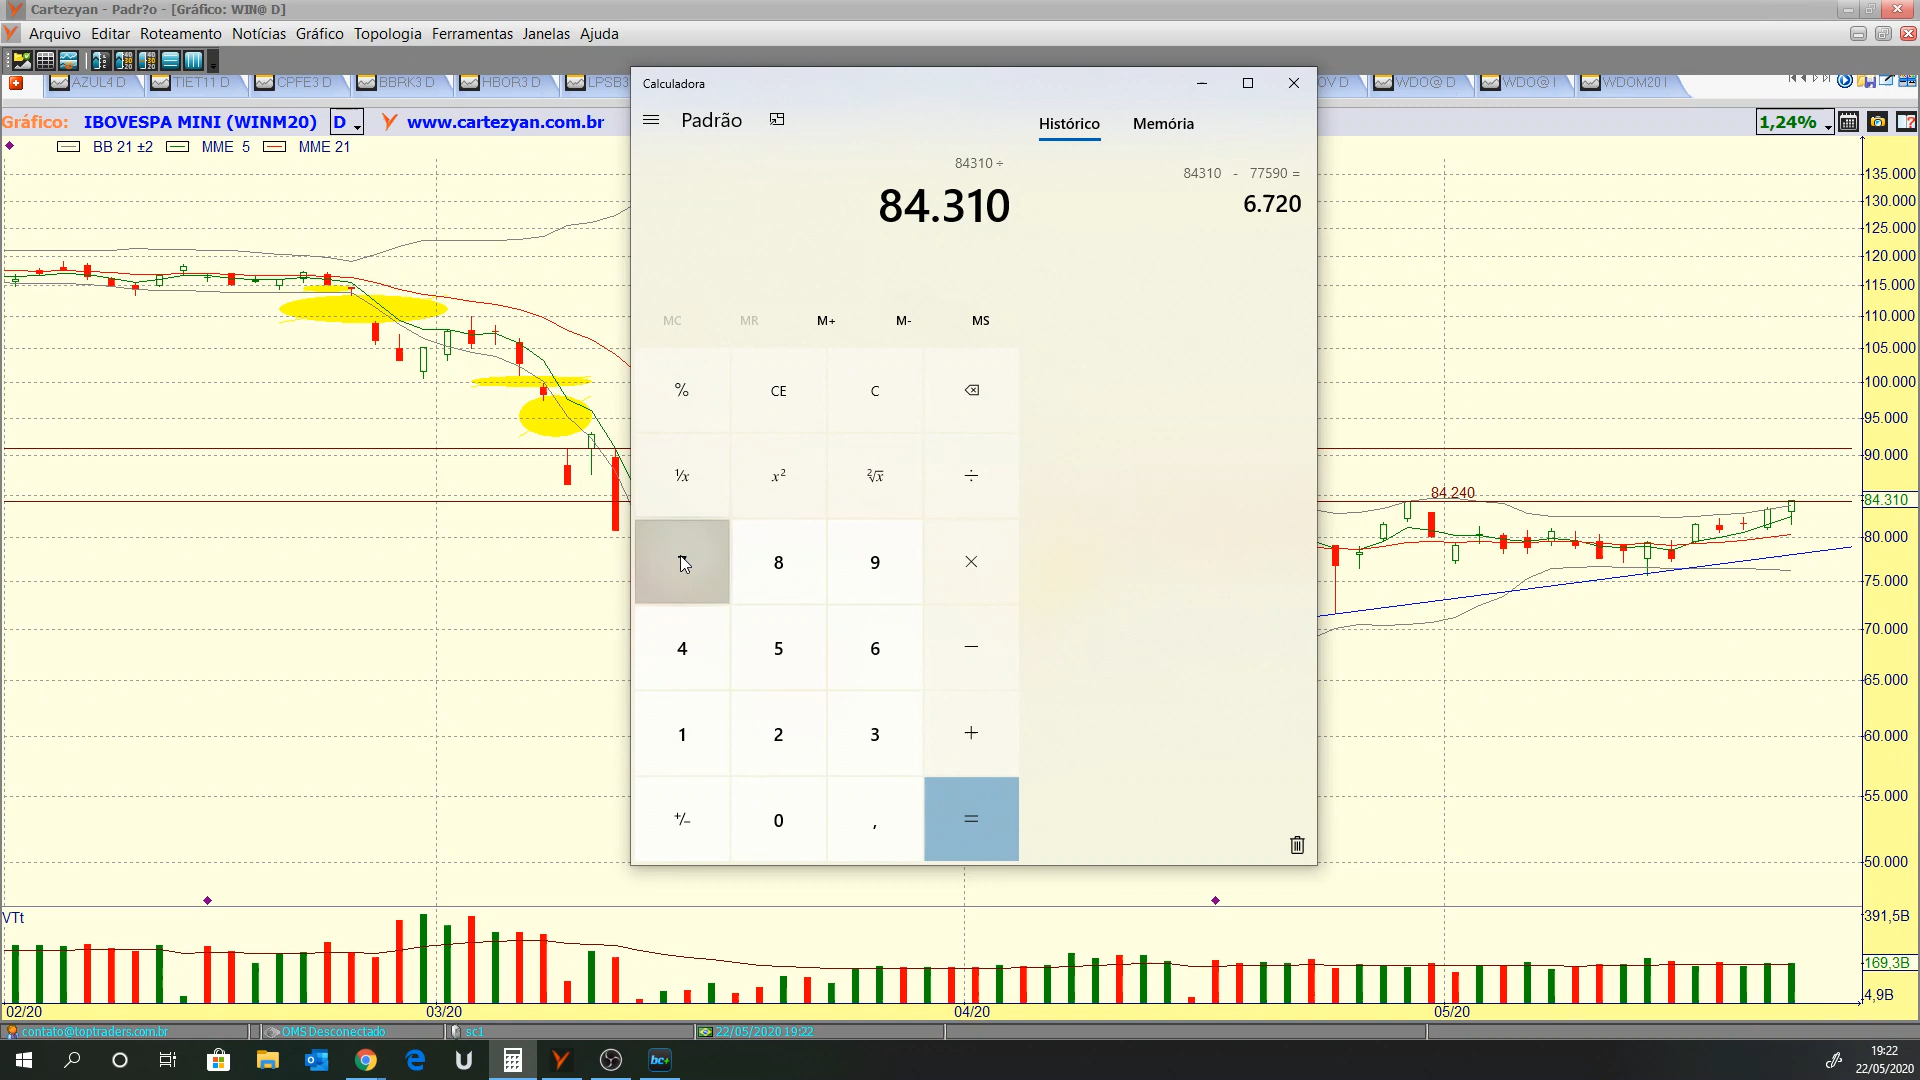 Cartezyan - Padr?o - [Gráfico: WIN@ D]
Arquivo Editar Roteamento Notícias Gráfico Topologia Ferramentas Janelas Ajuda
AZUL4 D TIET11 D CPFE3 D BBRK3 D HBOR3 D LPSB3 OV D WDO@ D WDO@ I WDOM20 I
Gráfico: IBOVESPA MINI (WINM20) D www.cartezyan.com.br 1,24%
BB 21 ±2 MME 5 MME 21
Calculadora
Padrão
Histórico Memória
84310 ÷
84.310
84310 - 77590 =
6.720
MC MR M+ M- MS
% CE C
⅟x x² ²√x ÷
8 9 ×
4 5 6 −
1 2 3 +
+/− 0 , =
84.240
135.000
130.000
125.000
120.000
115.000
110.000
105.000
100.000
95.000
90.000
84.310
80.000
75.000
70.000
65.000
60.000
55.000
50.000
VTt
391,5B
169,3B
4,9B
02/20 03/20 04/20 05/20
contato@toptraders.com.br OMS Desconectado sc1 22/05/2020 19:22
bc+
19:22
22/05/2020